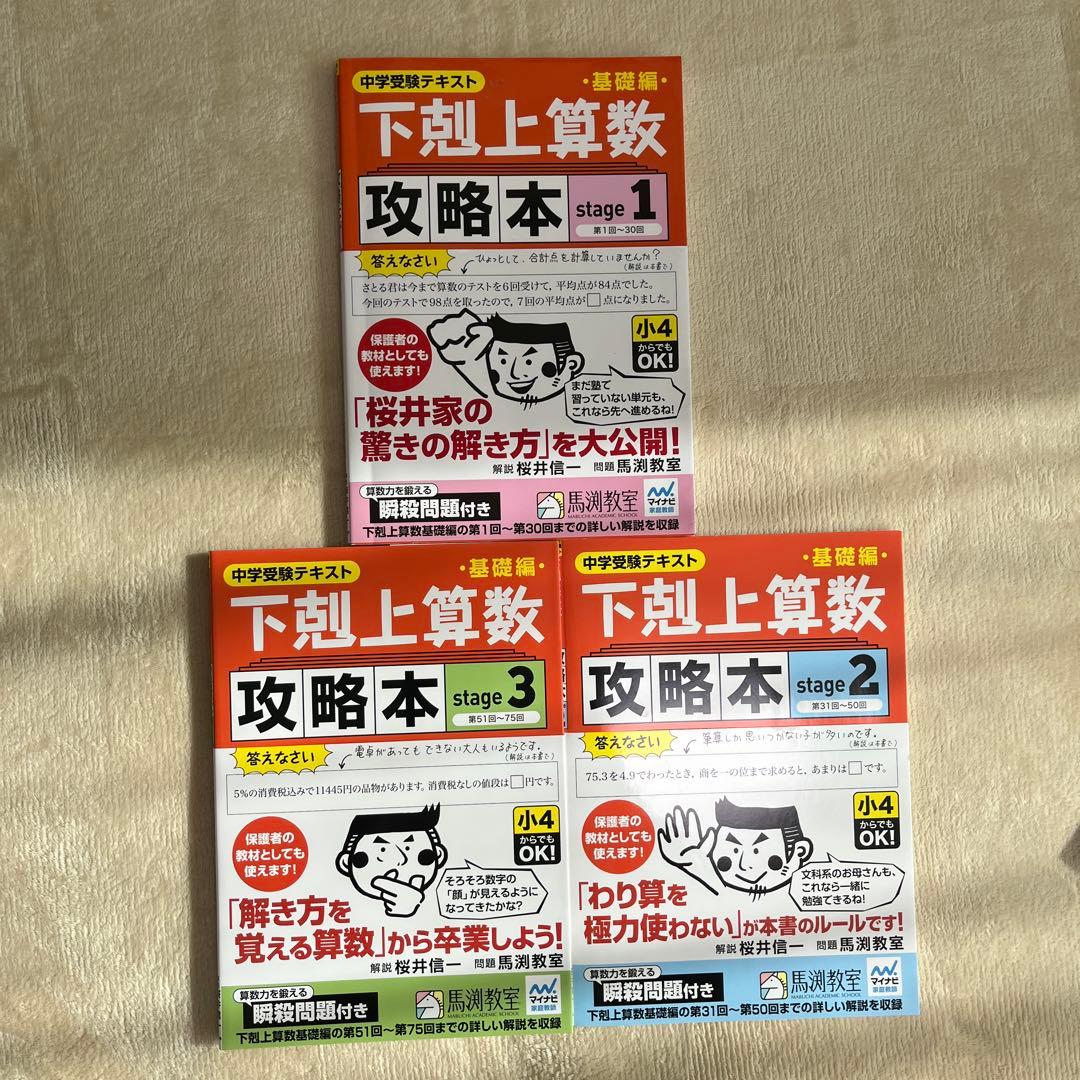 中学受験テキスト
・基礎編・
下剋上算数
攻略本 stage 1
第1回〜30回
答えなさい
ひょっとして、合計点を計算していませんか？
（解説は本書で）
さとる君は今まで算数のテストを6回受けて，平均点が84点でした。
今回のテストで98点を取ったので，7回の平均点が□点になりました。
保護者の
教材としても
使えます！
小4
からでも
OK!
まだ塾で
習っていない単元も、
これなら先へ進めるね！
「桜井家の
驚きの解き方」を大公開！
解説 桜井信一 問題 馬渕教室
算数力を鍛える
瞬殺問題付き
馬渕教室
MABUCHI ACADEMIC SCHOOL
マイナビ
家庭教師
下剋上算数基礎編の第1回〜第30回までの詳しい解説を収録
中学受験テキスト
・基礎編・
下剋上算数
攻略本 stage 3
第51回〜75回
答えなさい
電卓があってもできない大人もいるようです。
（解説は本書で）
5%の消費税込みで11445円の品物があります。消費税なしの値段は□円です。
保護者の
教材としても
使えます！
小4
からでも
OK!
そろそろ数字の
「顔」が見えるように
なってきたかな？
「解き方を
覚える算数」から卒業しよう！
解説 桜井信一 問題 馬渕教室
算数力を鍛える
瞬殺問題付き
馬渕教室
MABUCHI ACADEMIC SCHOOL
マイナビ
家庭教師
下剋上算数基礎編の第51回〜第75回までの詳しい解説を収録
中学受験テキスト
・基礎編・
下剋上算数
攻略本 stage 2
第31回〜50回
答えなさい
筆算しか思いつかない子が多いのです。
（解説は本書で）
75.3を4.9でわったとき，商を一の位まで求めると，あまりは□です。
保護者の
教材としても
使えます！
小4
からでも
OK!
文科系のお母さんも、
これなら一緒に
勉強できるね！
「わり算を
極力使わない」が本書のルールです！
解説 桜井信一 問題 馬渕教室
算数力を鍛える
瞬殺問題付き
馬渕教室
MABUCHI ACADEMIC SCHOOL
マイナビ
家庭教師
下剋上算数基礎編の第31回〜第50回までの詳しい解説を収録